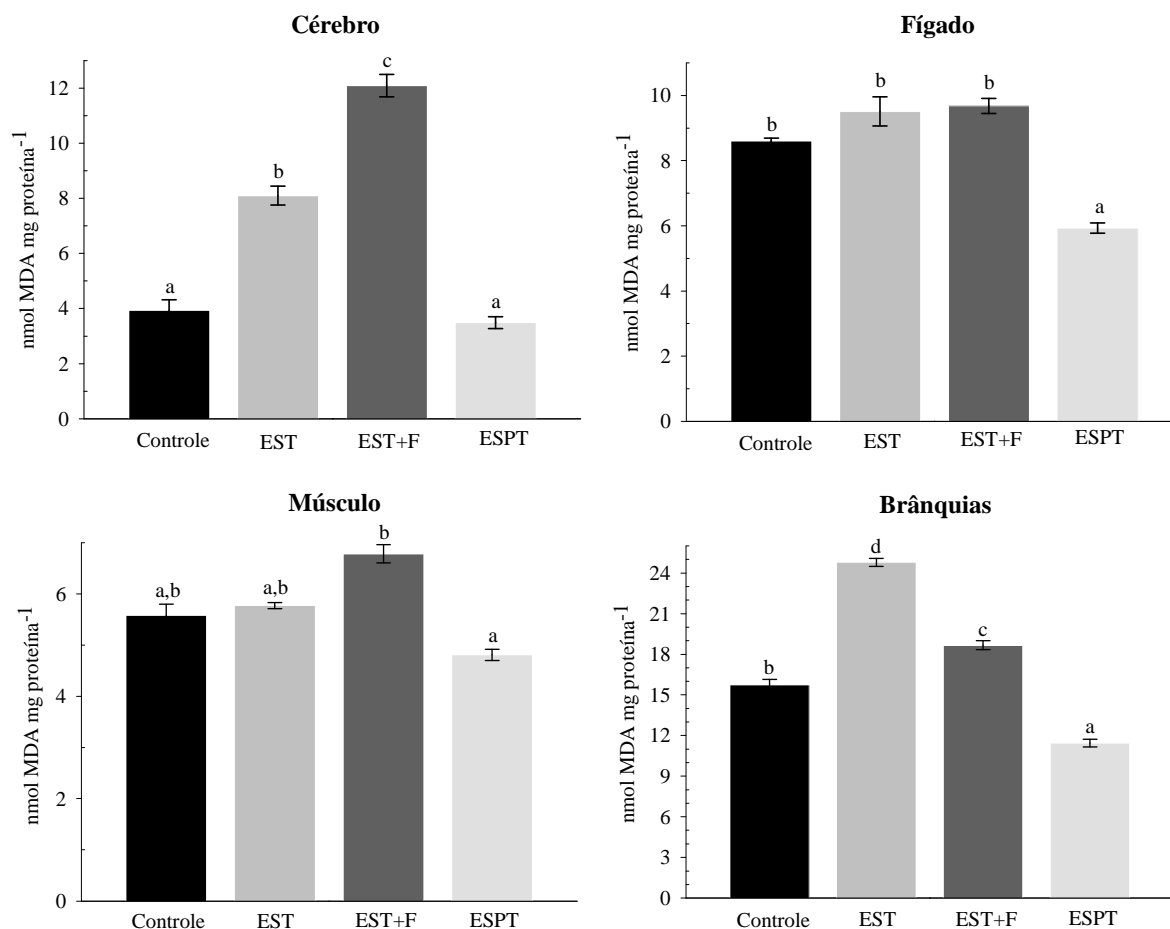 Cérebro
nmol MDA mg proteína-1
12
10
8
6
4
2
0
a
b
c
a
Controle
EST
EST+F
ESPT
Fígado
nmol MDA mg proteína-1
10
8
6
4
2
0
b
b
b
a
Controle
EST
EST+F
ESPT
Músculo
nmol MDA mg proteína-1
6
4
2
0
a,b
a,b
b
a
Controle
EST
EST+F
ESPT
Brânquias
nmol MDA mg proteína-1
24
21
18
15
12
9
6
3
0
b
d
c
a
Controle
EST
EST+F
ESPT